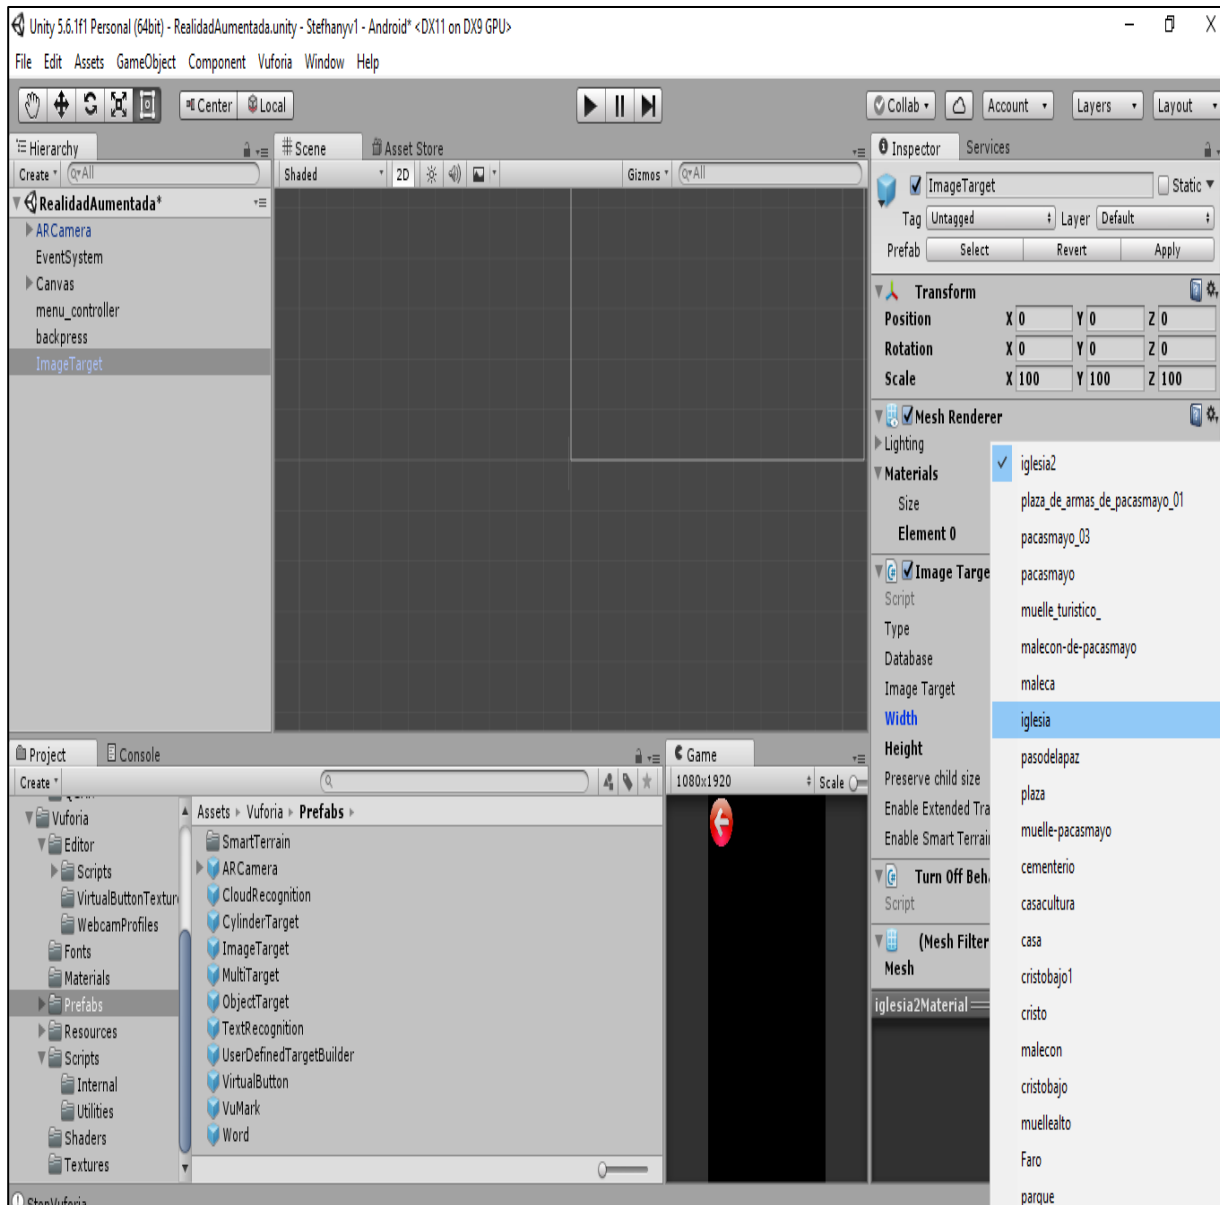 Unity 5.6.1f1 Personal (64bit) - RealidadAumentada.unity - Stefhanyv1 - Android* <DX11 on DX9 GPU>
File Edit Assets GameObject Component Vuforia Window Help
Center Local Collab Account Layers Layout
Hierarchy
Create All
RealidadAumentada*
ARCamera
EventSystem
Canvas
menu_controller
backpress
ImageTarget
Scene Asset Store
Shaded 2D Gizmos All
Inspector Services
ImageTarget Static
Tag Untagged Layer Default
Prefab Select Revert Apply
Transform
Position X 0 Y 0 Z 0
Rotation X 0 Y 0 Z 0
Scale X 100 Y 100 Z 100
Mesh Renderer
Lighting
Materials
Size
Element 0
Image Targe
Script
Type
Database
Image Target
Width
Height
Preserve child size
Enable Extended Tra
Enable Smart Terrai
Turn Off Beh
Script
(Mesh Filter
Mesh
iglesia2Material
iglesia2
plaza_de_armas_de_pacasmayo_01
pacasmayo_03
pacasmayo
muelle_turistico_
malecon-de-pacasmayo
maleca
iglesia
pasodelapaz
plaza
muelle-pacasmayo
cementerio
casacultura
casa
cristobajo1
cristo
malecon
cristobajo
muellealto
Faro
parque
Project Console
Create
Vuforia
Editor
Scripts
VirtualButtonTextur
WebcamProfiles
Fonts
Materials
Prefabs
Resources
Scripts
Internal
Utilities
Shaders
Textures
Assets Vuforia Prefabs
SmartTerrain
ARCamera
CloudRecognition
CylinderTarget
ImageTarget
MultiTarget
ObjectTarget
TextRecognition
UserDefinedTargetBuilder
VirtualButton
VuMark
Word
Game
1080x1920 Scale
StopVuforia